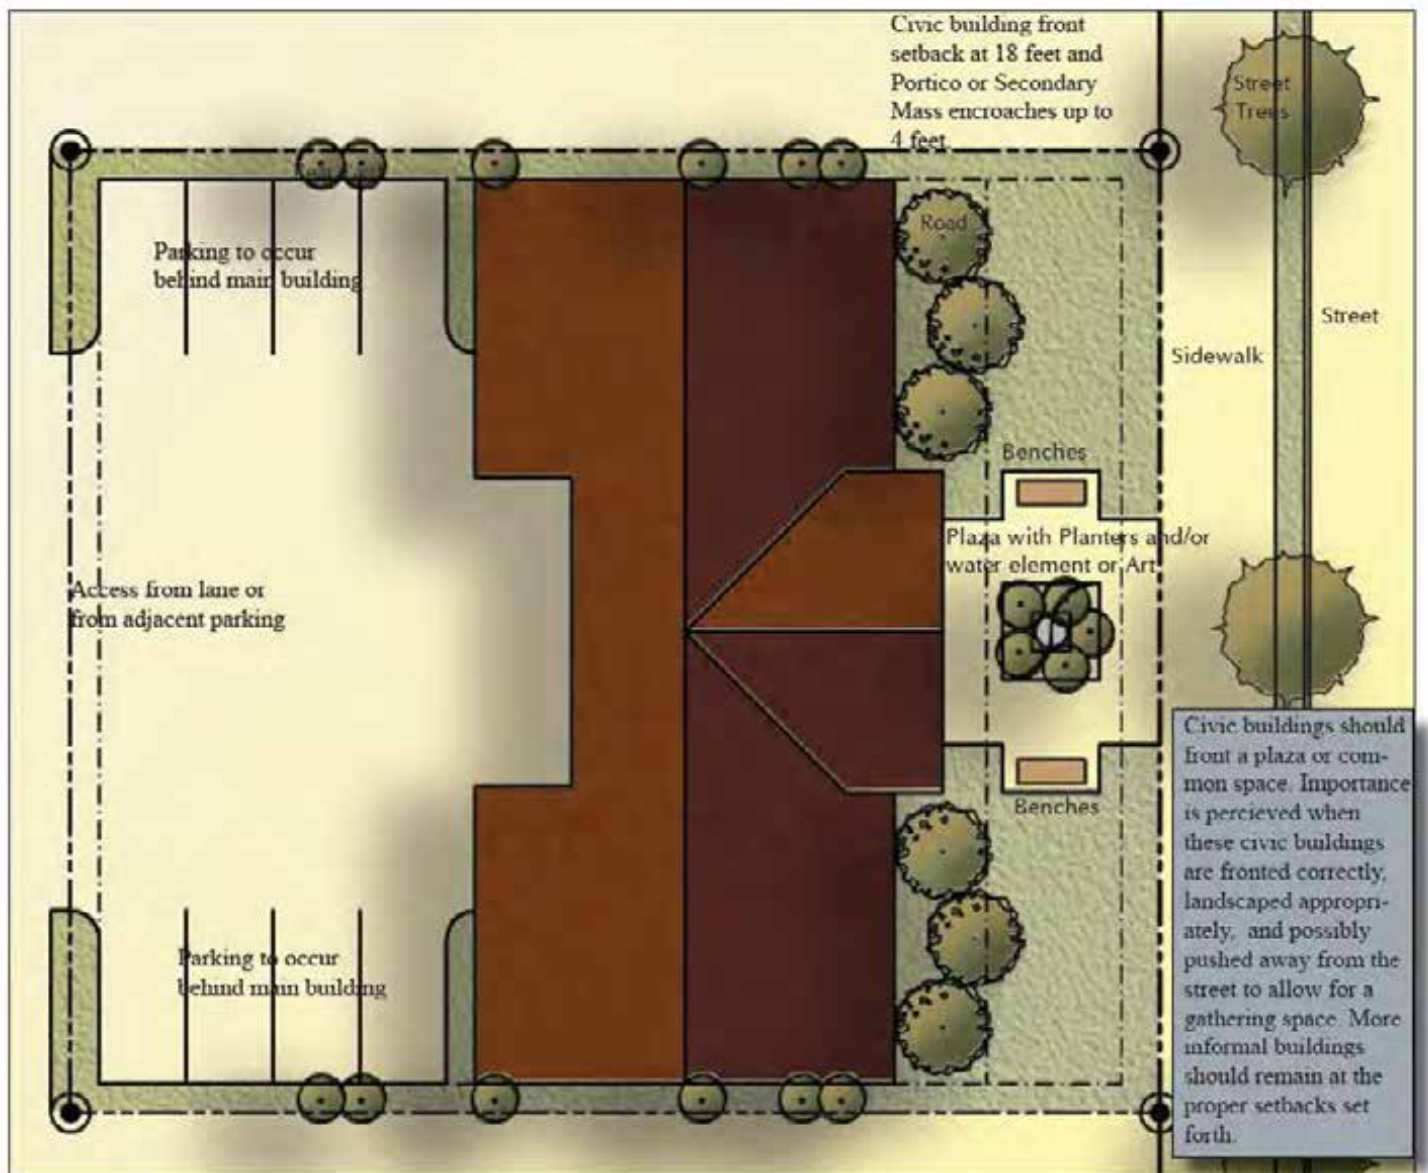 Civic building front
setback at 18 feet and
Portico or Secondary
Mass encroaches up to
4 feet
Street
Trees
Road
Parking to occur
behind main building
Street
Sidewalk
Benches
Plaza with Planters and/or
water element or Art
Access from lane or
from adjacent parking
Benches
Parking to occur
behind main building
Civic buildings should
front a plaza or com-
mon space. Importance
is percieved when
these civic buildings
are fronted correctly,
landscaped appropri-
ately, and possibly
pushed away from the
street to allow for a
gathering space. More
informal buildings
should remain at the
proper setbacks set
forth.